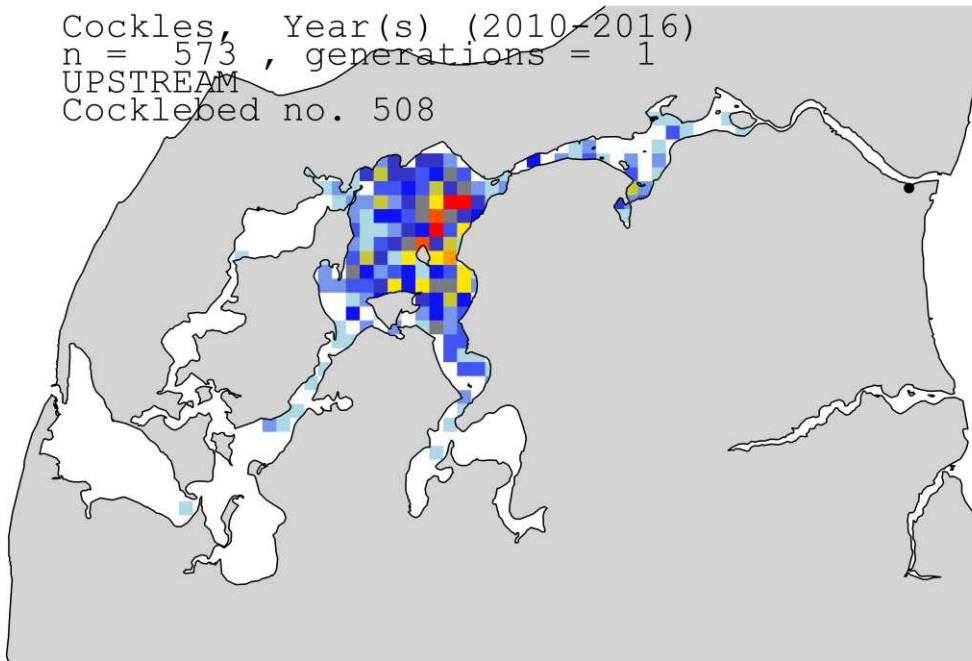 Cockles, Year(s) (2010-2016)
n = 573 , generations = 1
UPSTREAM
Cocklebed no. 508